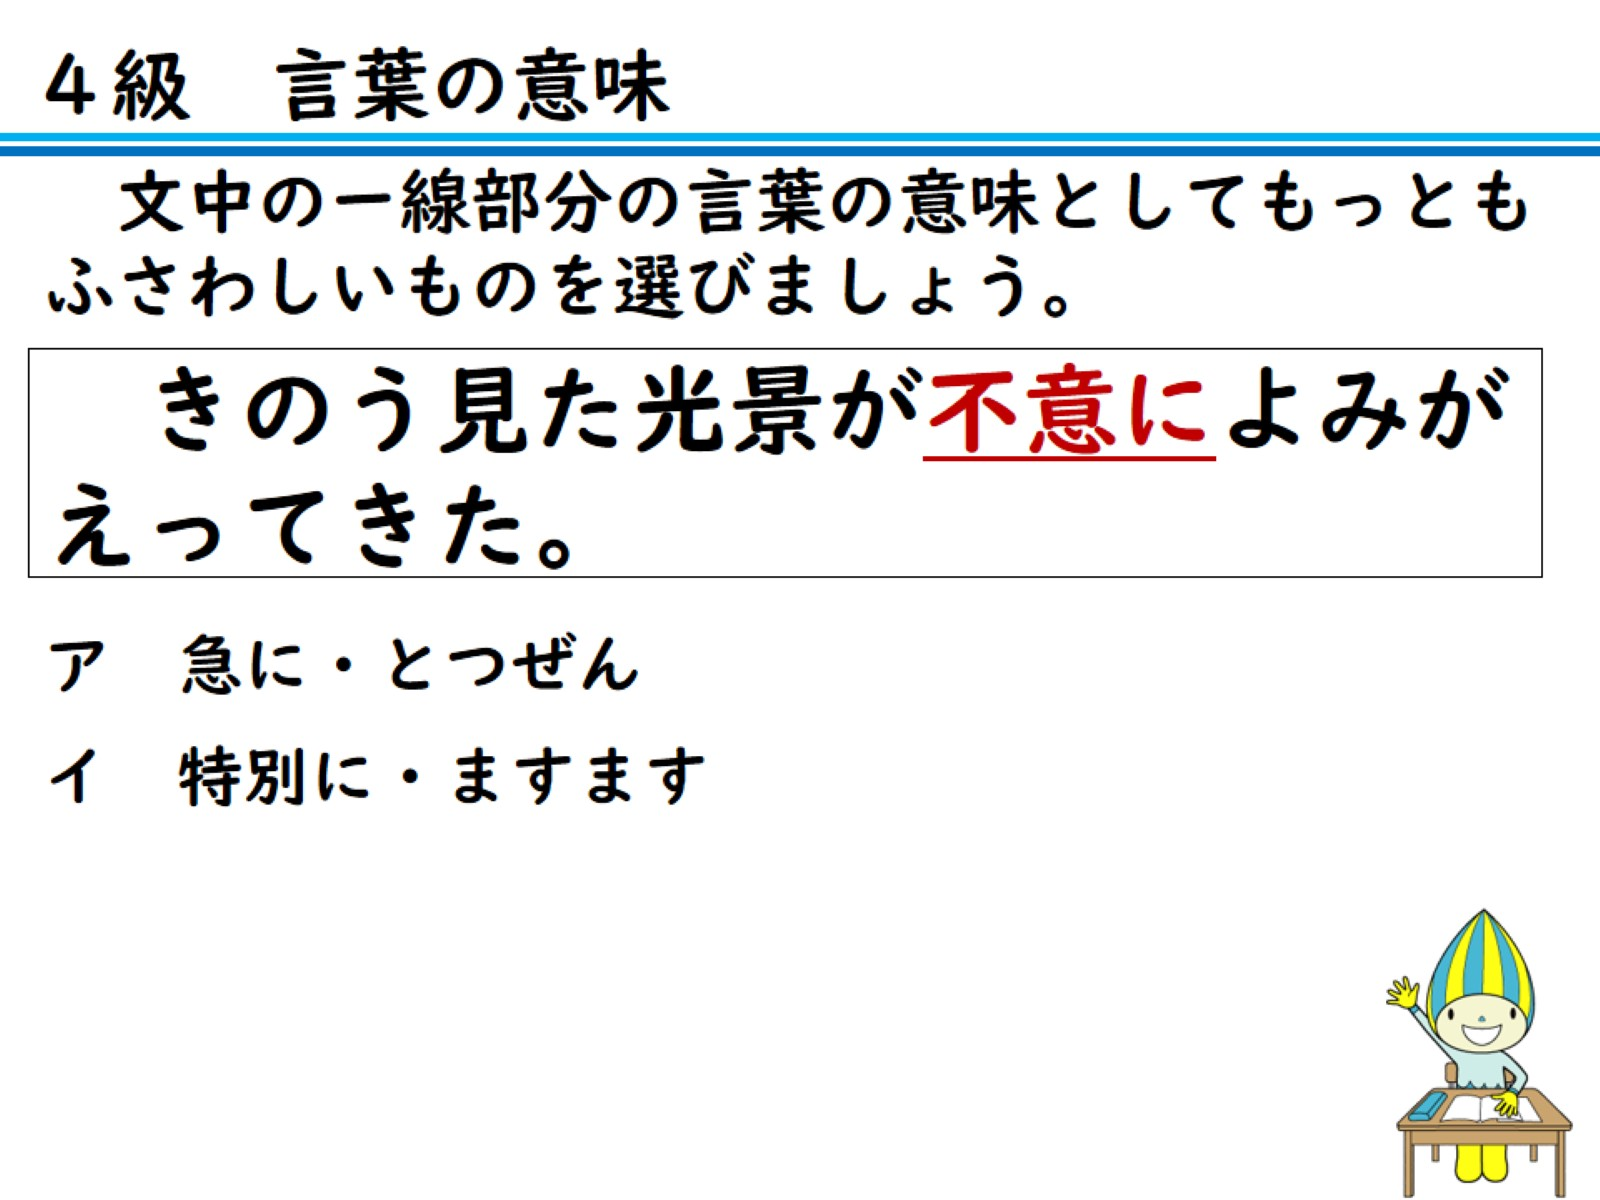 ４級　言葉の意味
文中の一線部分の言葉の意味としてもっとも
ふさわしいものを選びましょう。
きのう見た光景が不意によみが
えってきた。
ア　急に・とつぜん
イ　特別に・ますます